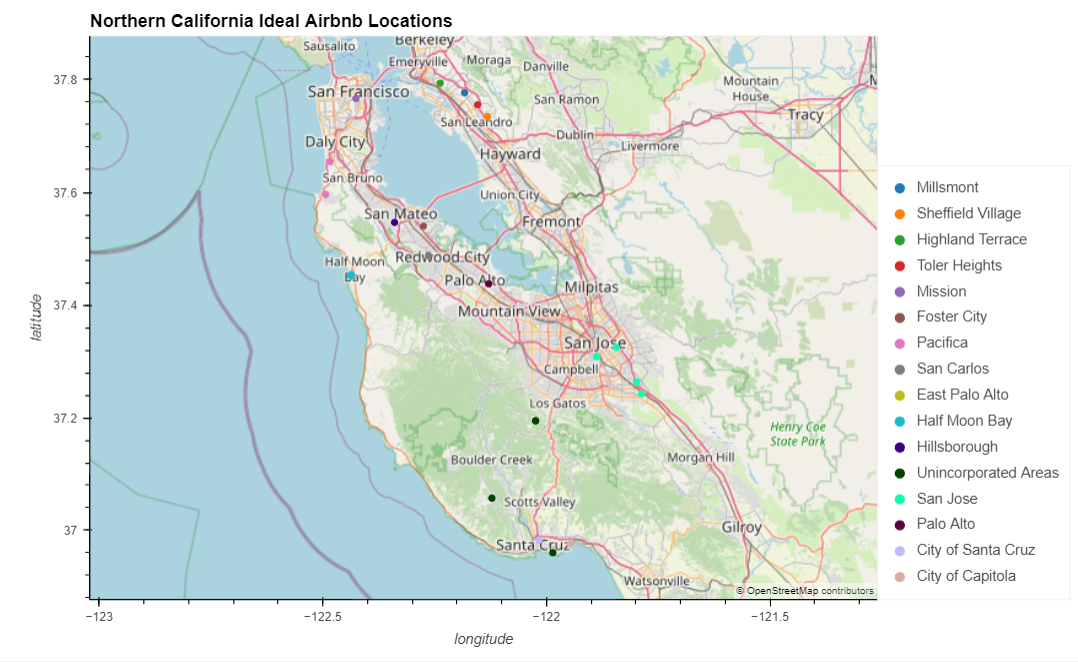 Northern California Ideal Airbnb Locations
Sausalito
Berkeley
Emeryville
Moraga
Danville
37.8
San Francisco
Mountain
House
San Ramon
M
Tracy
San Leandro
Daly City
Dublin
Livermore
Hayward
San Bruno
37.6
Union City
San Mateo
Fremont
Half Moon
Bay
Redwood City
Palo Alto
Milpitas
37.4
Mountain View
San Jose
Campbell
Los Gatos
37.2
Henry Coe
State Park
Boulder Creek
Morgan Hill
Scotts Valley
37
Gilroy
Santa Cruz
Watsonville
© OpenStreetMap contributors
latitude
−123
−122.5
−122
−121.5
longitude
Millsmont
Sheffield Village
Highland Terrace
Toler Heights
Mission
Foster City
Pacifica
San Carlos
East Palo Alto
Half Moon Bay
Hillsborough
Unincorporated Areas
San Jose
Palo Alto
City of Santa Cruz
City of Capitola